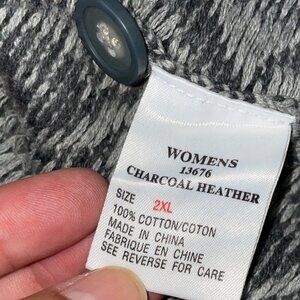 WOMENS
13676
CHARCOAL HEATHER
SIZE 2XL
100% COTTON/COTON
MADE IN CHINA
FABRIQUE EN CHINE
SEE REVERSE FOR CARE